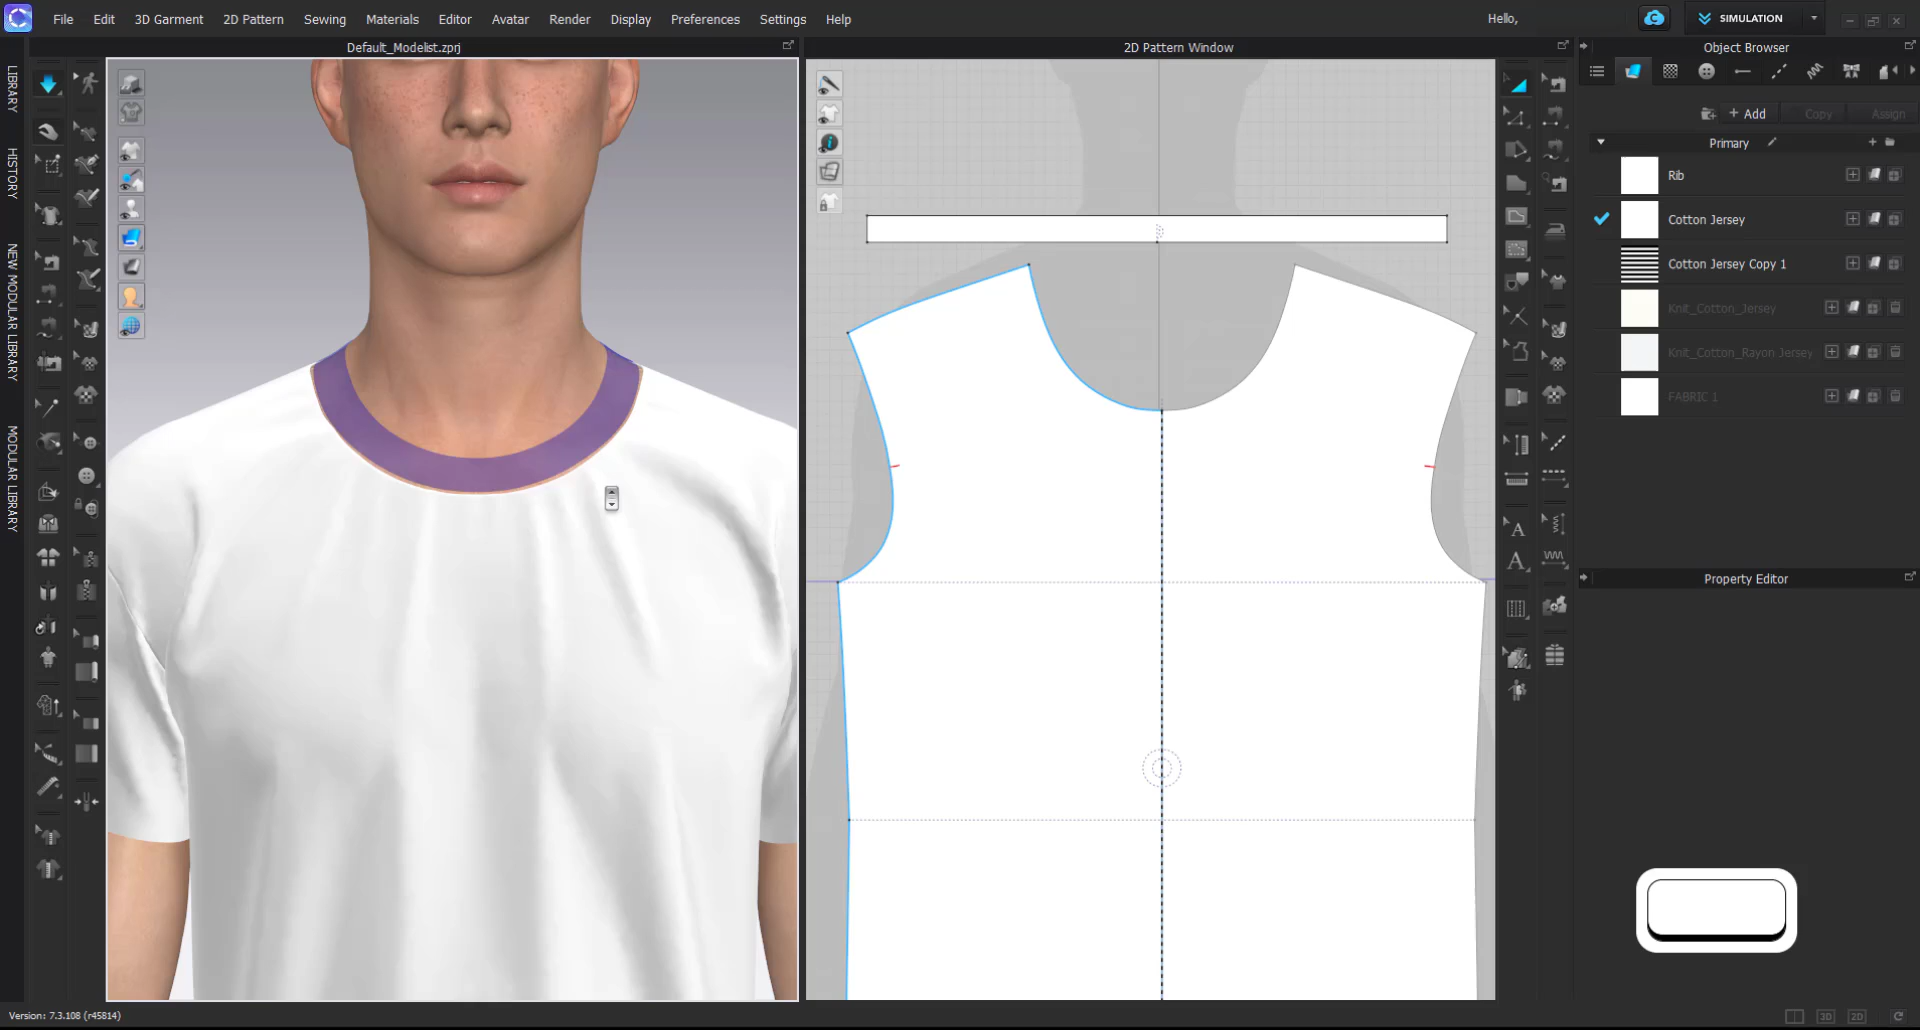 File Edit 3D Garment 2D Pattern Sewing Materials Editor Avatar Render Display Preferences Settings Help Hello, SIMULATION
Default_Modelist.zprj
2D Pattern Window
Object Browser
LIBRARY
HISTORY
NEW MODULAR LIBRARY
MODULAR LIBRARY
+ Add Copy Assign
Primary
Rib
Cotton Jersey
Cotton Jersey Copy 1
Knit_Cotton_Jersey
Knit_Cotton_Rayon Jersey
FABRIC 1
Property Editor
Version: 7.3.108 (r45814)
3D 2D